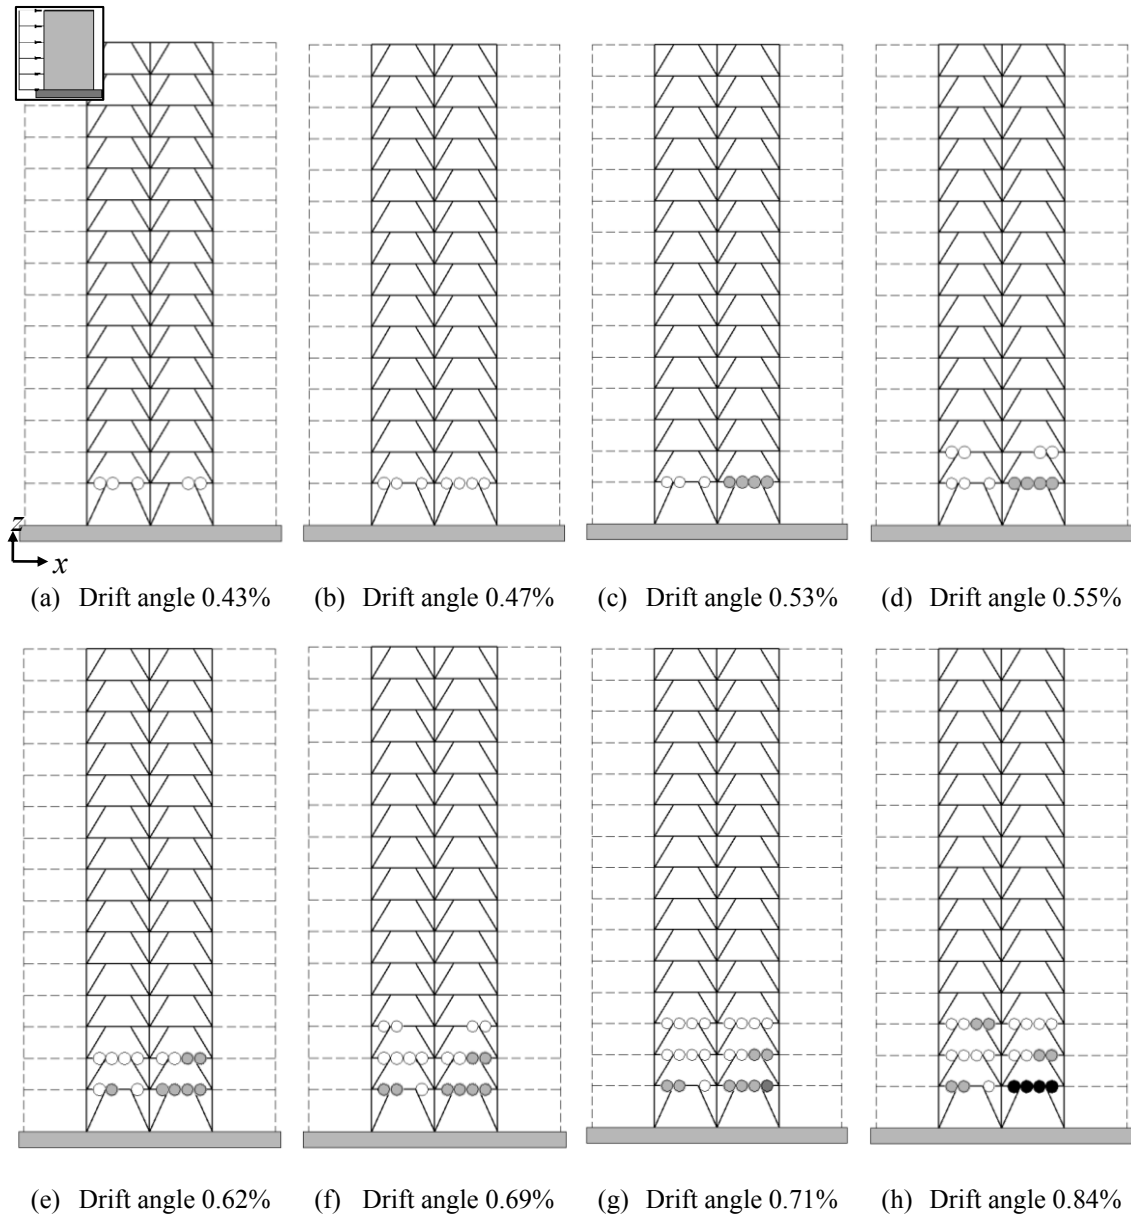 z
x
(a) Drift angle 0.43%
(b) Drift angle 0.47%
(c) Drift angle 0.53%
(d) Drift angle 0.55%
(e) Drift angle 0.62%
(f) Drift angle 0.69%
(g) Drift angle 0.71%
(h) Drift angle 0.84%